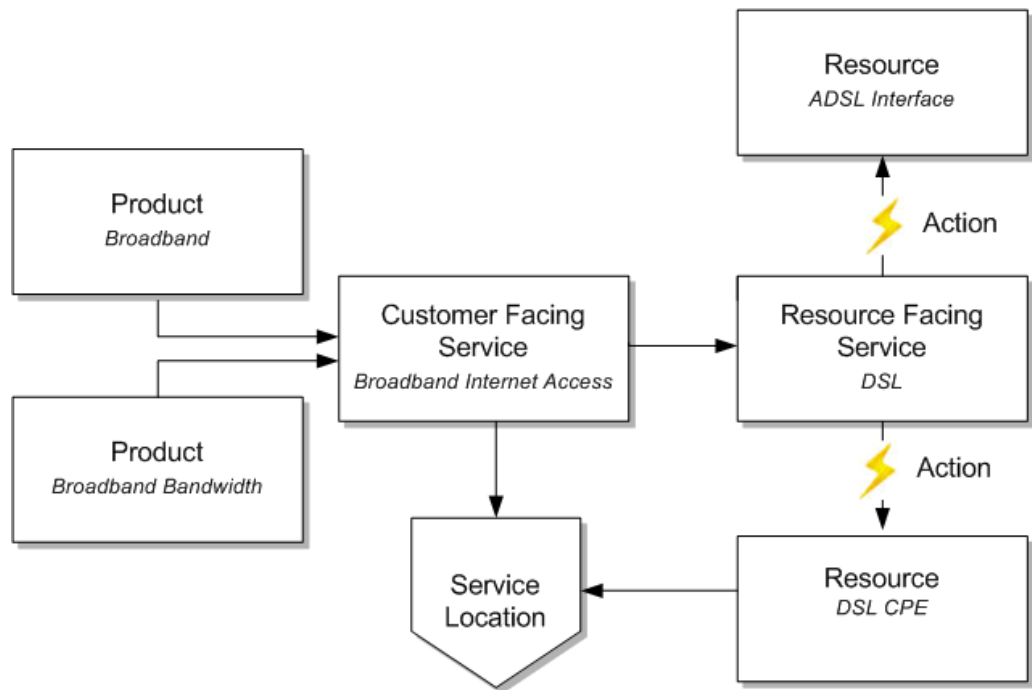 Resource
ADSL Interface
Product
Broadband
Action
Customer Facing
Service
Broadband Internet Access
Resource Facing
Service
DSL
Product
Broadband Bandwidth
Action
Service
Location
Resource
DSL CPE